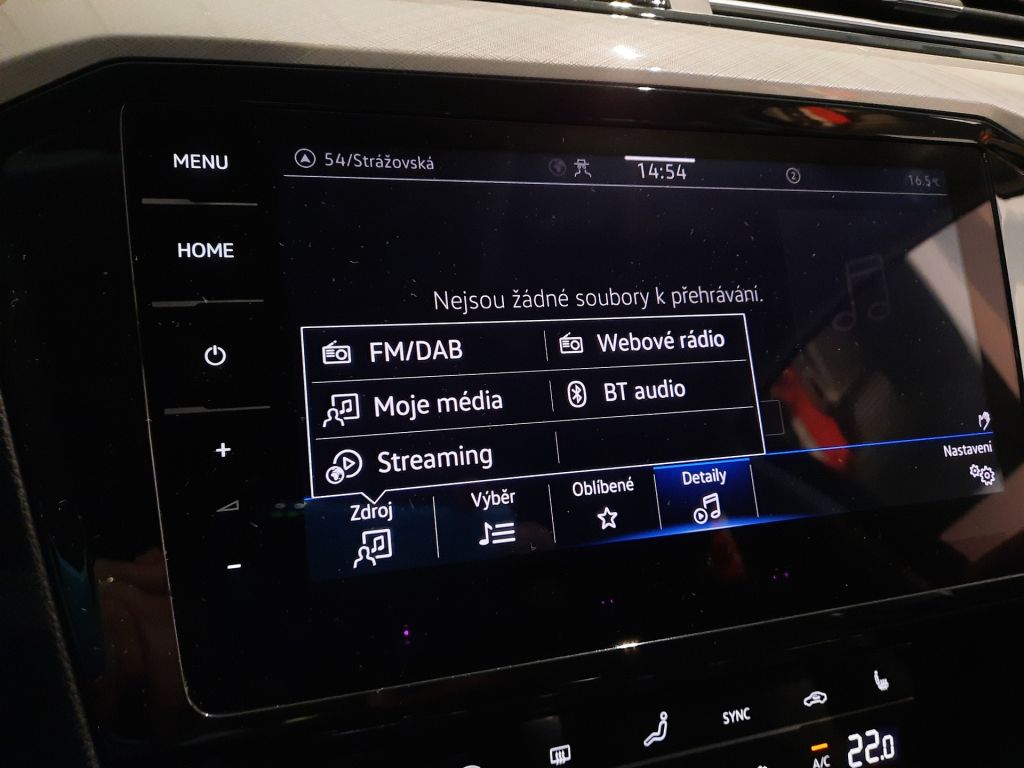 MENU
54/Strážovská
14:54
2
16.5°C
HOME
Nejsou žádné soubory k přehrávání.
FM/DAB
Webové rádio
Moje média
BT audio
Streaming
Zdroj
Výběr
Oblíbené
Detaily
Nastavení
+
-
SYNC
A/C
22.0